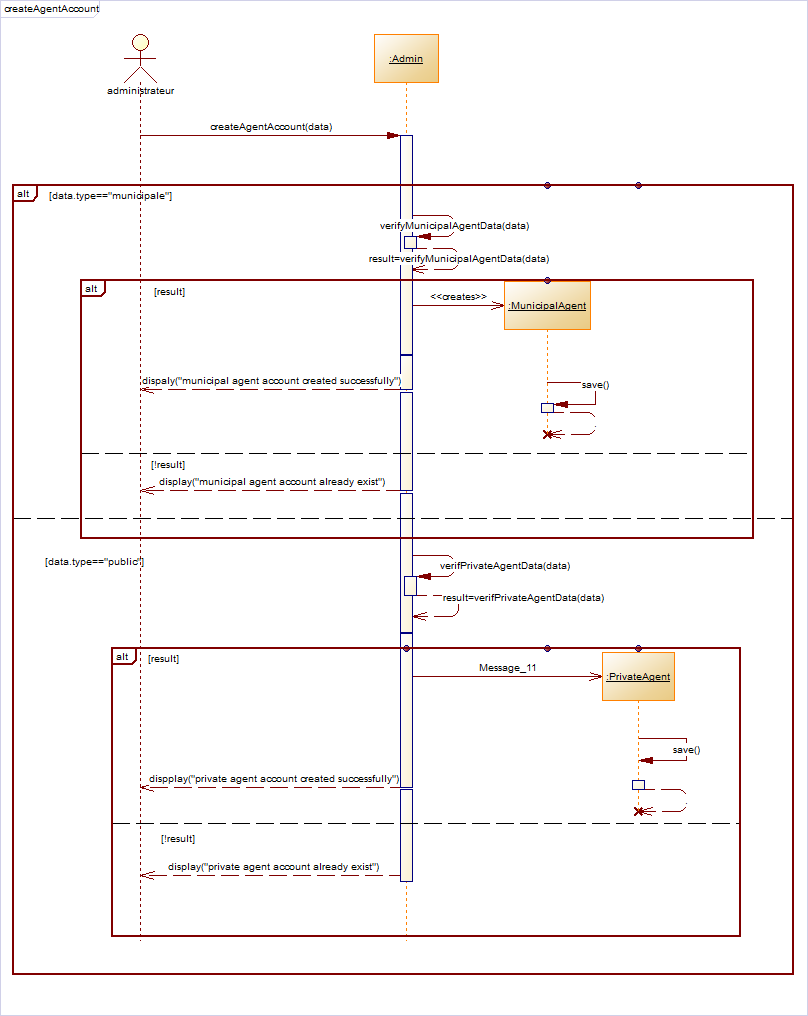 createAgentAccount
:Admin
administrateur
createAgentAccount(data)
alt
[data.type=="municipale"]
verifyMunicipalAgentData(data)
result=verifyMunicipalAgentData(data)
alt
[result]
<<creates>>
:MunicipalAgent
dispaly("municipal agent account created successfully")
save()
[!result]
display("municipal agent account already exist")
[data.type=="public"]
verifPrivateAgentData(data)
result=verifPrivateAgentData(data)
alt
[result]
Message_11
:PrivateAgent
save()
dispplay("private agent account created successfully")
[!result]
display("private agent account already exist")